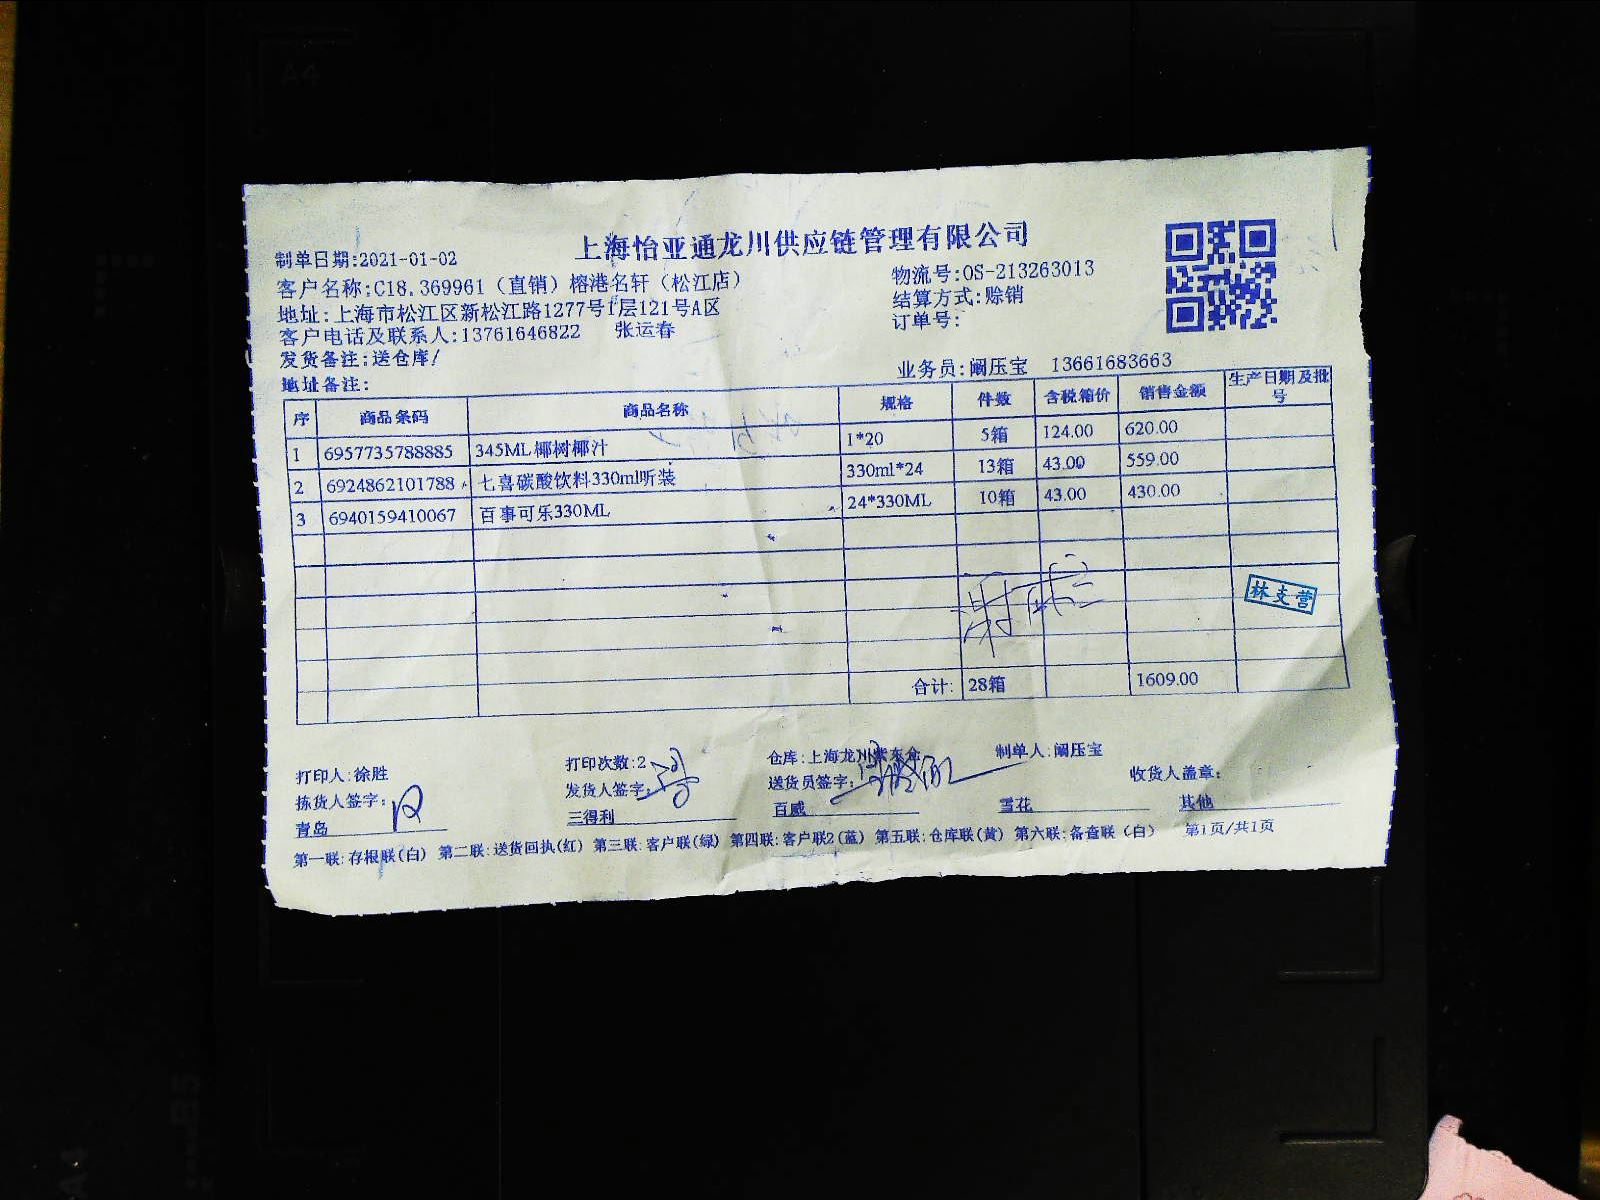 上海怡亚通龙川供应链管理有限公司
制单日期:2021-01-02
客户名称:C18.369961（直销）榕港名轩（松江店） 物流号:OS-213263013
地址:上海市松江区新松江路1277号1层121号A区 结算方式:赊销
客户电话及联系人:13761646822 张运春 订单号:
发货备注:送仓库/
地址备注: 业务员:阚压宝 13661683663
序 商品条码 商品名称 规格 件数 含税箱价 销售金额 生产日期及批号
1 6957735788885 345ML椰树椰汁 1*20 5箱 124.00 620.00
2 6924862101788 七喜碳酸饮料330ml听装 330ml*24 13箱 43.00 559.00
3 6940159410067 百事可乐330ML 24*330ML 10箱 43.00 430.00
林支营
合计: 28箱 1609.00
打印人:徐胜 打印次数:2 仓库:上海龙川紫东仓 制单人:阚压宝
拣货人签字: 发货人签字: 送货员签字: 收货人盖章:
青岛 三得利 百威 雪花 其他
第一联:存根联(白) 第二联:送货回执(红) 第三联:客户联(绿) 第四联:客户联2(蓝) 第五联:仓库联(黄) 第六联:备查联(白) 第1页/共1页